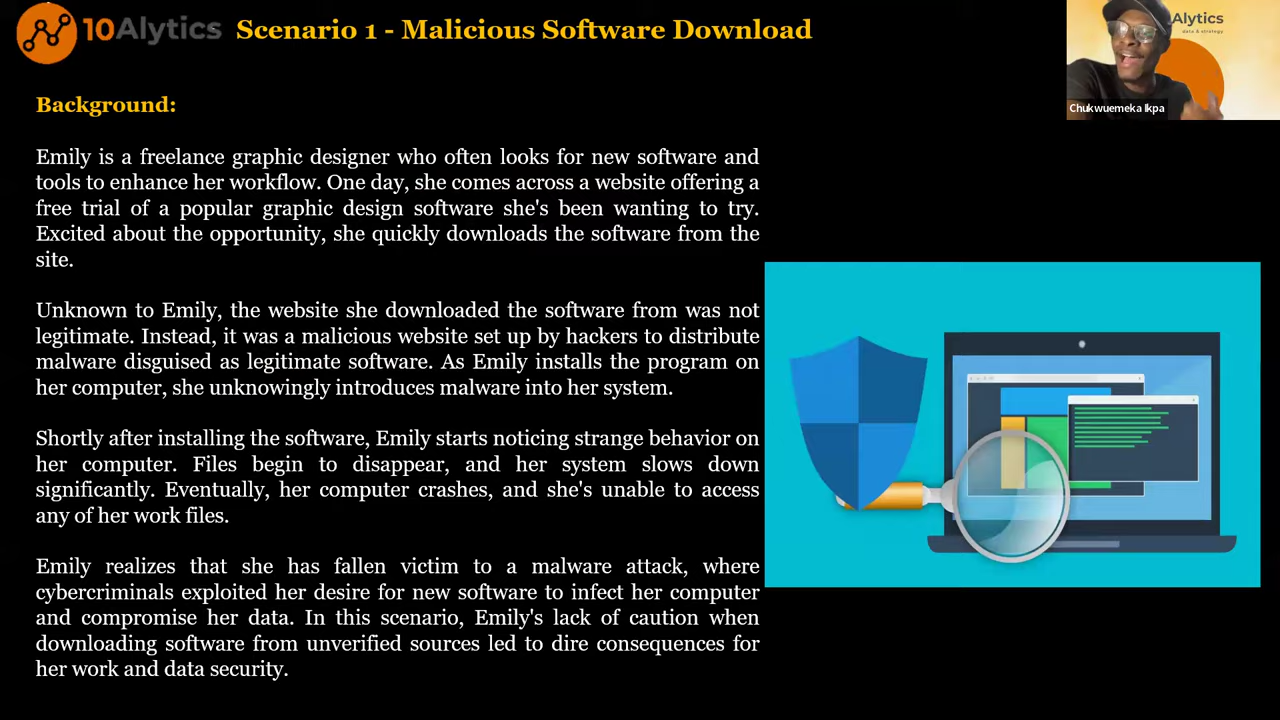 10Alytics
Scenario 1 - Malicious Software Download
Alytics
data & strategy
Chukwuemeka Ikpa
Background:
Emily is a freelance graphic designer who often looks for new software and
tools to enhance her workflow. One day, she comes across a website offering a
free trial of a popular graphic design software she's been wanting to try.
Excited about the opportunity, she quickly downloads the software from the
site.
Unknown to Emily, the website she downloaded the software from was not
legitimate. Instead, it was a malicious website set up by hackers to distribute
malware disguised as legitimate software. As Emily installs the program on
her computer, she unknowingly introduces malware into her system.
Shortly after installing the software, Emily starts noticing strange behavior on
her computer. Files begin to disappear, and her system slows down
significantly. Eventually, her computer crashes, and she's unable to access
any of her work files.
Emily realizes that she has fallen victim to a malware attack, where
cybercriminals exploited her desire for new software to infect her computer
and compromise her data. In this scenario, Emily's lack of caution when
downloading software from unverified sources led to dire consequences for
her work and data security.